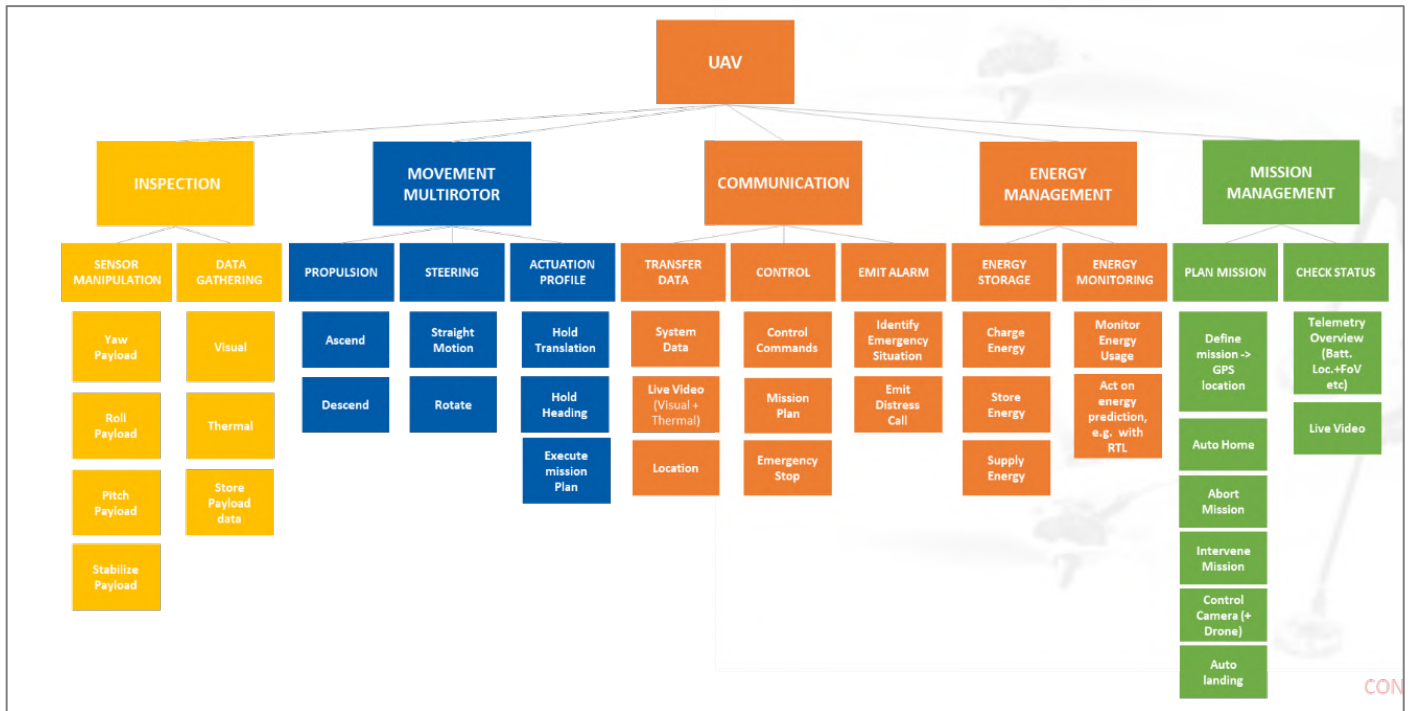 UAV
INSPECTION
MOVEMENT
MULTIROTOR
COMMUNICATION
ENERGY
MANAGEMENT
MISSION
MANAGEMENT
SENSOR
MANIPULATION
DATA
GATHERING
PROPULSION
STEERING
ACTUATION
PROFILE
TRANSFER
DATA
CONTROL
EMIT ALARM
ENERGY
STORAGE
ENERGY
MONITORING
PLAN MISSION
CHECK STATUS
Yaw
Payload
Roll
Payload
Pitch
Payload
Stabilize
Payload
Visual
Thermal
Store
Payload
data
Ascend
Descend
Straight
Motion
Rotate
Hold
Translation
Hold
Heading
Execute
mission
Plan
System
Data
Live Video
(Visual +
Thermal)
Location
Control
Commands
Mission
Plan
Emergency
Stop
Identify
Emergency
Situation
Emit
Distress
Call
Charge
Energy
Store
Energy
Supply
Energy
Monitor
Energy
Usage
Act on
energy
prediction,
e.g. with
RTL
Define
mission ->
GPS
location
Auto Home
Abort
Mission
Intervene
Mission
Control
Camera (+
Drone)
Auto
landing
Telemetry
Overview
(Batt.
Loc.+FoV
etc)
Live Video
CON